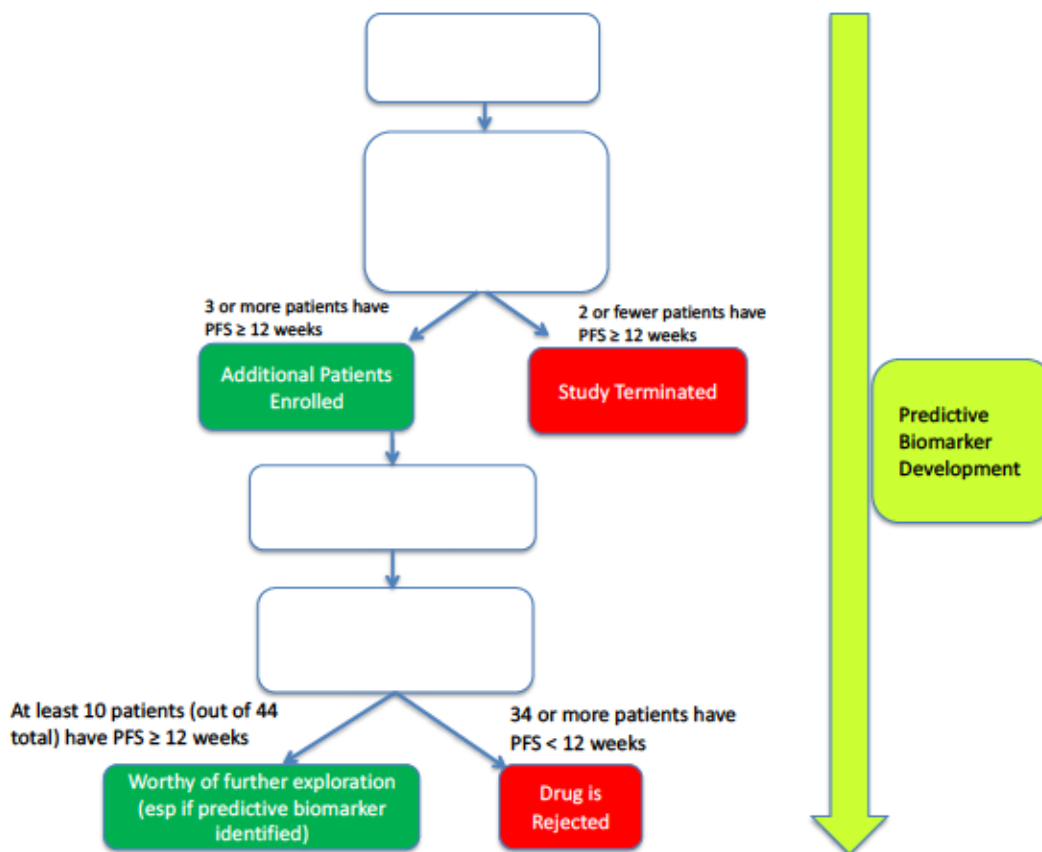 3 or more patients have
PFS ≥ 12 weeks
2 or fewer patients have
PFS ≥ 12 weeks
Additional Patients
Enrolled
Study Terminated
Predictive
Biomarker
Development
At least 10 patients (out of 44
total) have PFS ≥ 12 weeks
34 or more patients have
PFS < 12 weeks
Worthy of further exploration
(esp if predictive biomarker
identified)
Drug is
Rejected